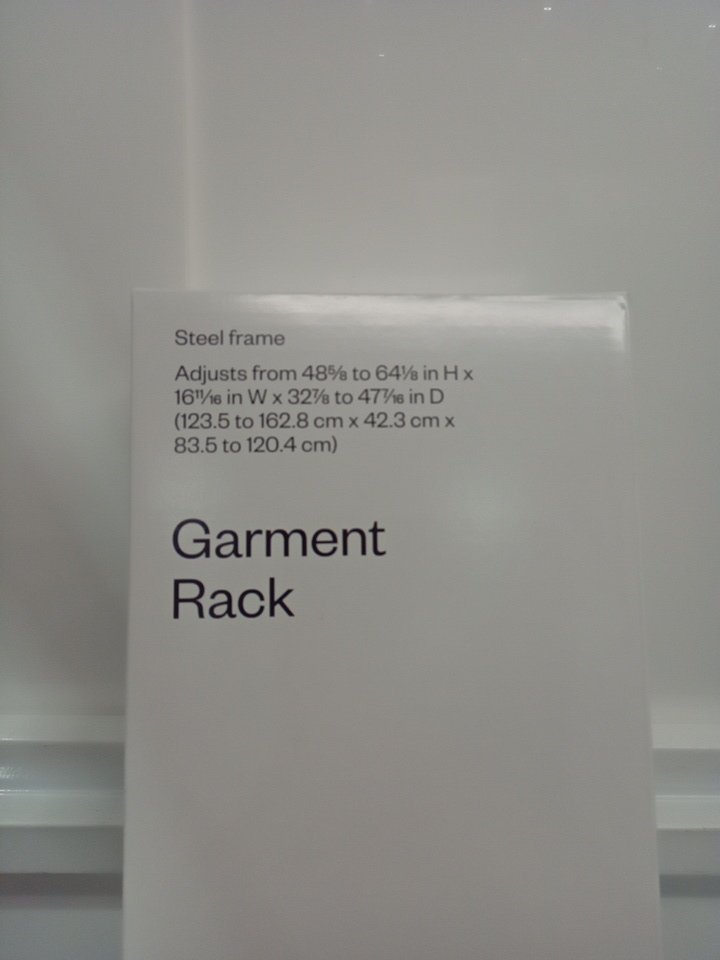 Steel frame
Adjusts from 48⅝ to 64⅛ in H x
16¹¹⁄₁₆ in W x 32⅞ to 47⁷⁄₁₆ in D
(123.5 to 162.8 cm x 42.3 cm x
83.5 to 120.4 cm)
Garment
Rack